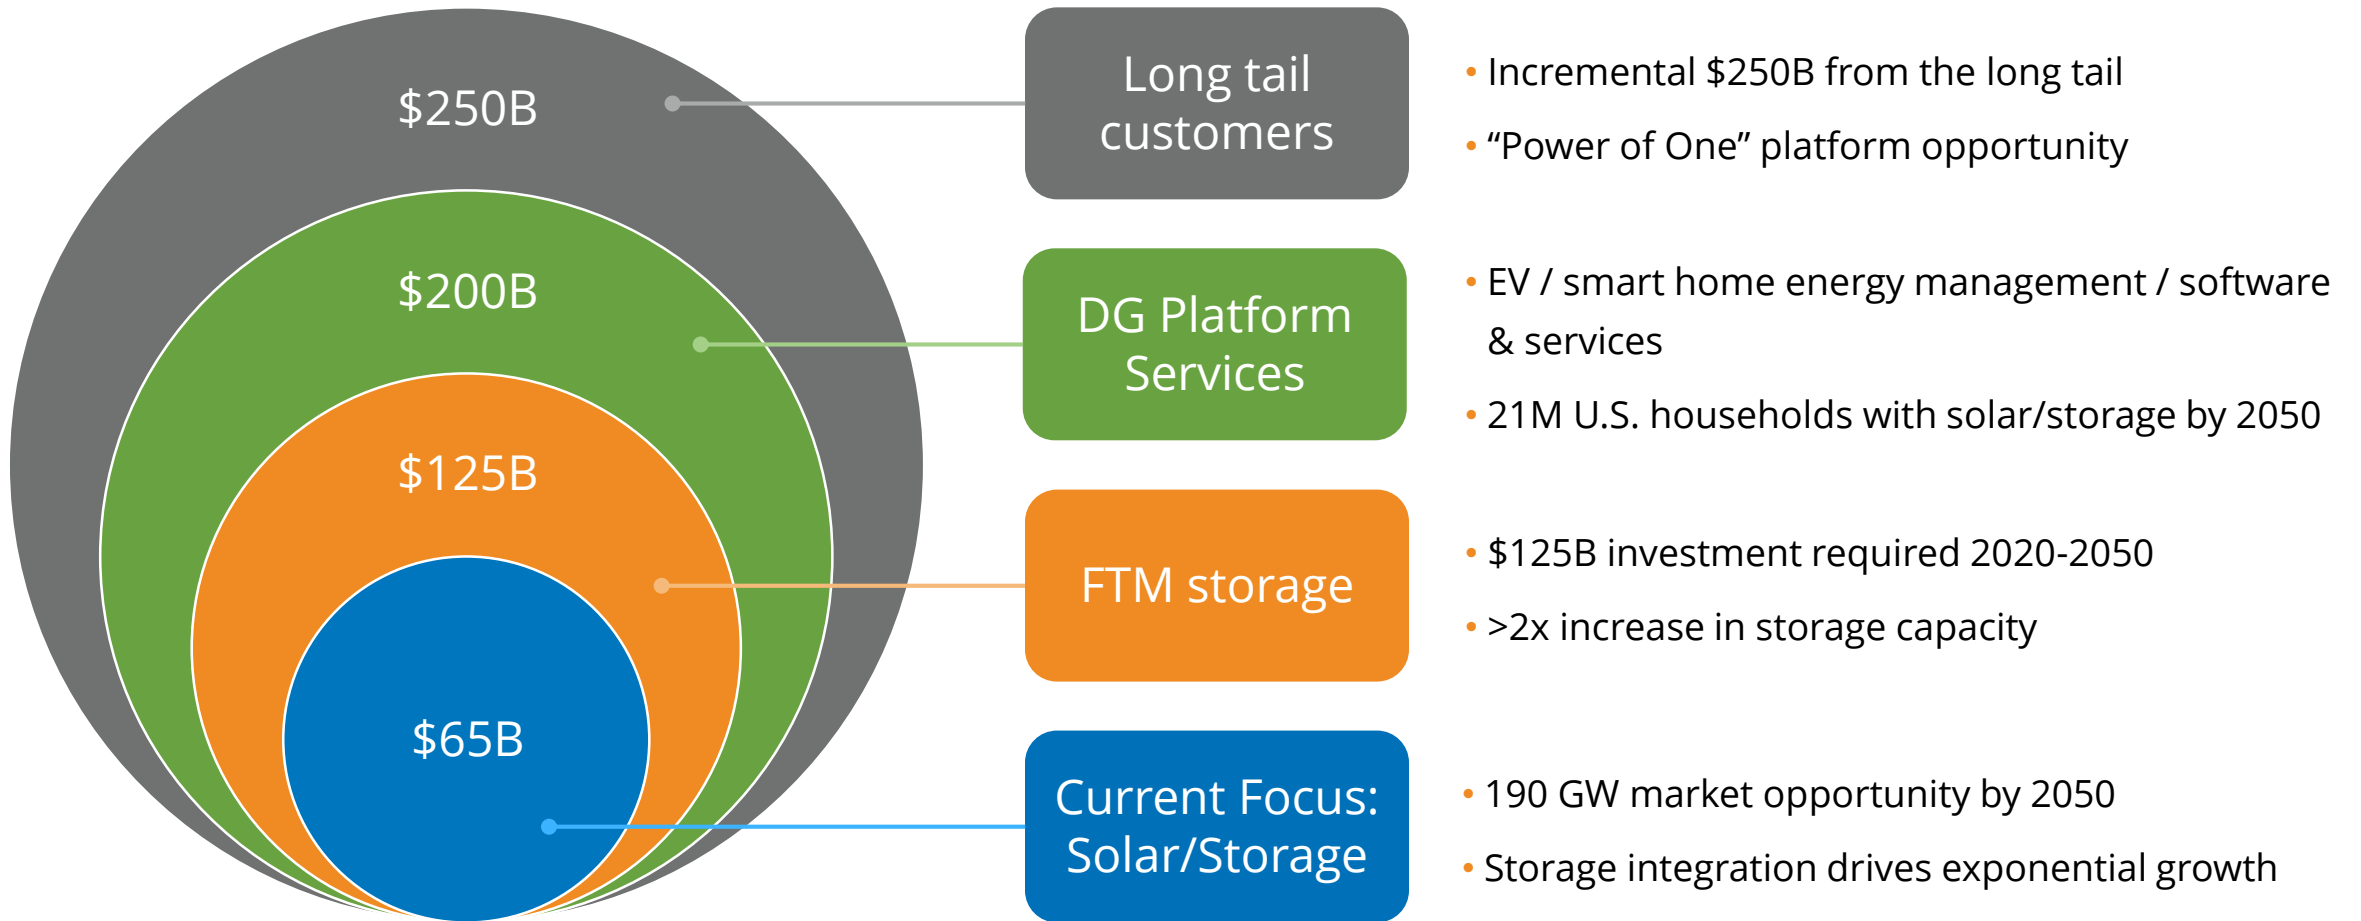 $250B
Long tail
customers
• Incremental $250B from the long tail
• “Power of One” platform opportunity
$200B
DG Platform
Services
• EV / smart home energy management / software
& services
• 21M U.S. households with solar/storage by 2050
$125B
FTM storage
• $125B investment required 2020-2050
• >2x increase in storage capacity
$65B
Current Focus:
Solar/Storage
• 190 GW market opportunity by 2050
• Storage integration drives exponential growth